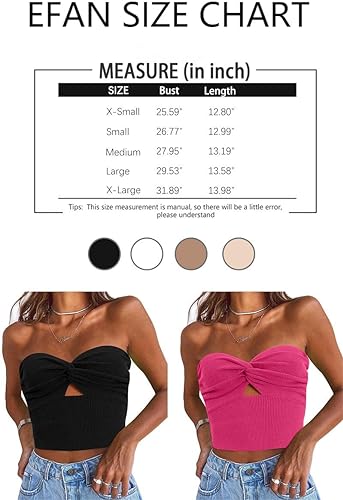 EFAN SIZE CHART
MEASURE (in inch)
SIZE Bust Length
X-Small 25.59" 12.80"
Small 26.77" 12.99"
Medium 27.95" 13.19"
Large 29.53" 13.58"
X-Large 31.89" 13.98"
Tips: This size measurement is manual, so there will be a little error,
please understand